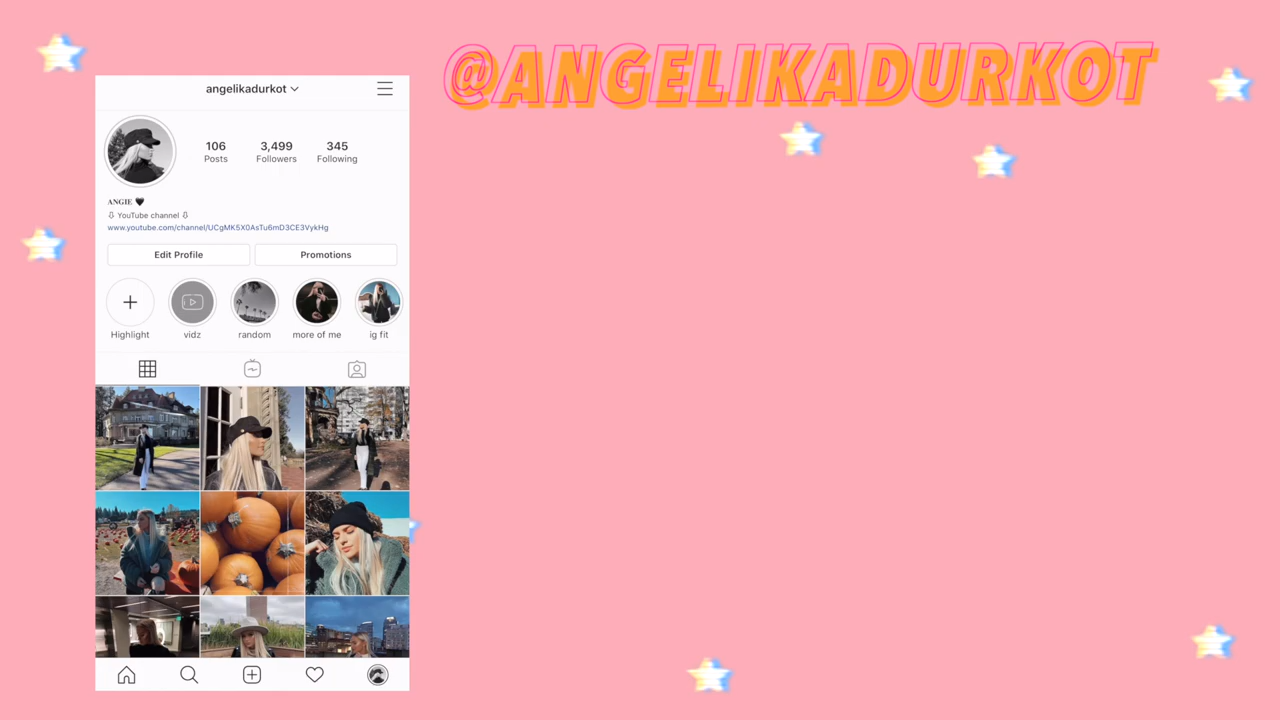 @ANGELIKADURKOT
angelikadurkot
106 3,499 345
Posts Followers Following
ANGIE 🖤
⇩ YouTube channel ⇩
www.youtube.com/channel/UCgMK5X0AsTu6mD3CE3VykHg
Edit Profile Promotions
Highlight vidz random more of me ig fit